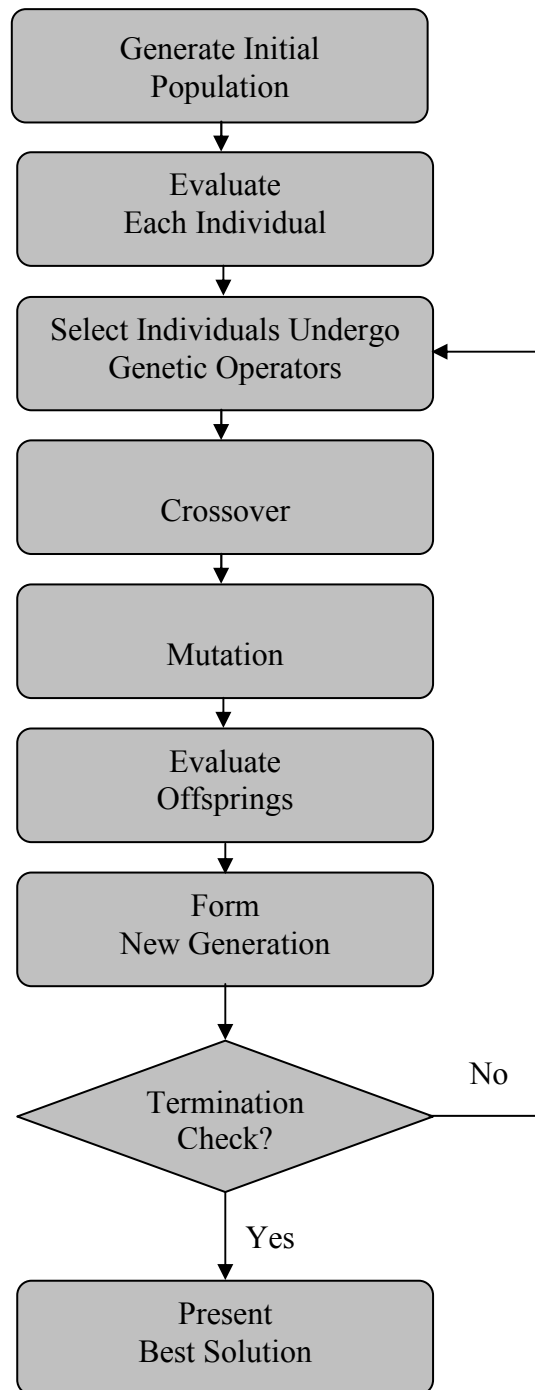 Generate Initial
Population
Evaluate
Each Individual
Select Individuals Undergo
Genetic Operators
Crossover
Mutation
Evaluate
Offsprings
Form
New Generation
Termination
Check?
No
Yes
Present
Best Solution